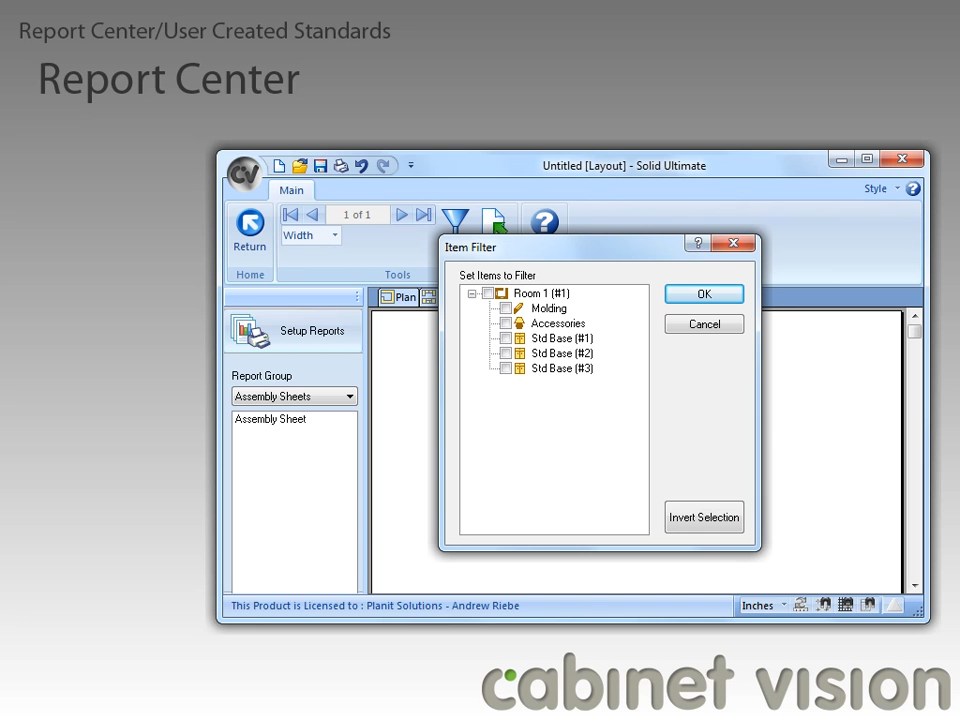 Report Center/User Created Standards
Report Center
CV
Untitled [Layout] - Solid Ultimate
Main
Style
Return
1 of 1
Width
Home
Tools
Item Filter
Set Items to Filter
Room 1 (#1)
Molding
Accessories
Std Base (#1)
Std Base (#2)
Std Base (#3)
OK
Cancel
Invert Selection
Plan
Setup Reports
Report Group
Assembly Sheets
Assembly Sheet
This Product is Licensed to : Planit Solutions - Andrew Riebe
Inches
cabinet vision